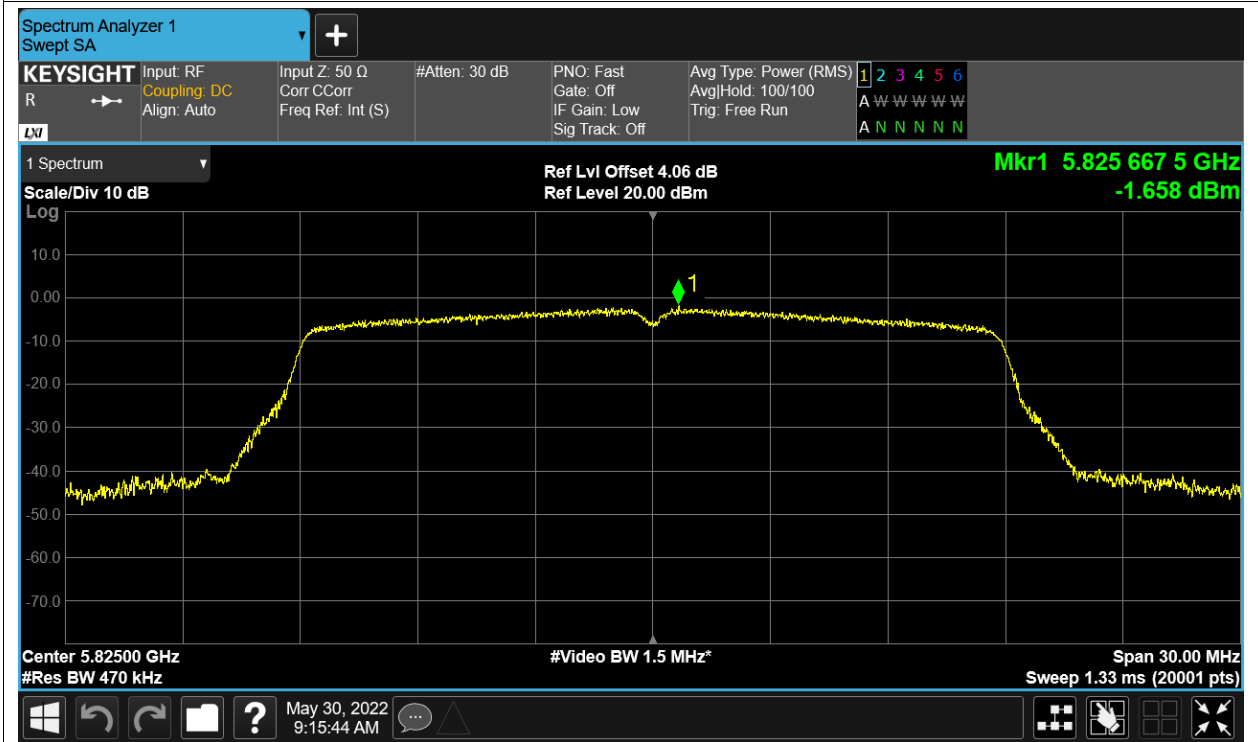 Spectrum Analyzer 1
Swept SA
KEYSIGHT
R
LXI
Input: RF
Coupling: DC
Align: Auto
Input Z: 50 Ω
Corr CCorr
Freq Ref: Int (S)
#Atten: 30 dB
PNO: Fast
Gate: Off
IF Gain: Low
Sig Track: Off
Avg Type: Power (RMS)
Avg|Hold: 100/100
Trig: Free Run
1 2 3 4 5 6
A W W W W W
A N N N N N
1 Spectrum
Scale/Div 10 dB
Log
Ref Lvl Offset 4.06 dB
Ref Level 20.00 dBm
Mkr1 5.825 667 5 GHz
-1.658 dBm
1
10.0
0.00
-10.0
-20.0
-30.0
-40.0
-50.0
-60.0
-70.0
Center 5.82500 GHz
#Res BW 470 kHz
#Video BW 1.5 MHz*
Span 30.00 MHz
Sweep 1.33 ms (20001 pts)
?
May 30, 2022
9:15:44 AM